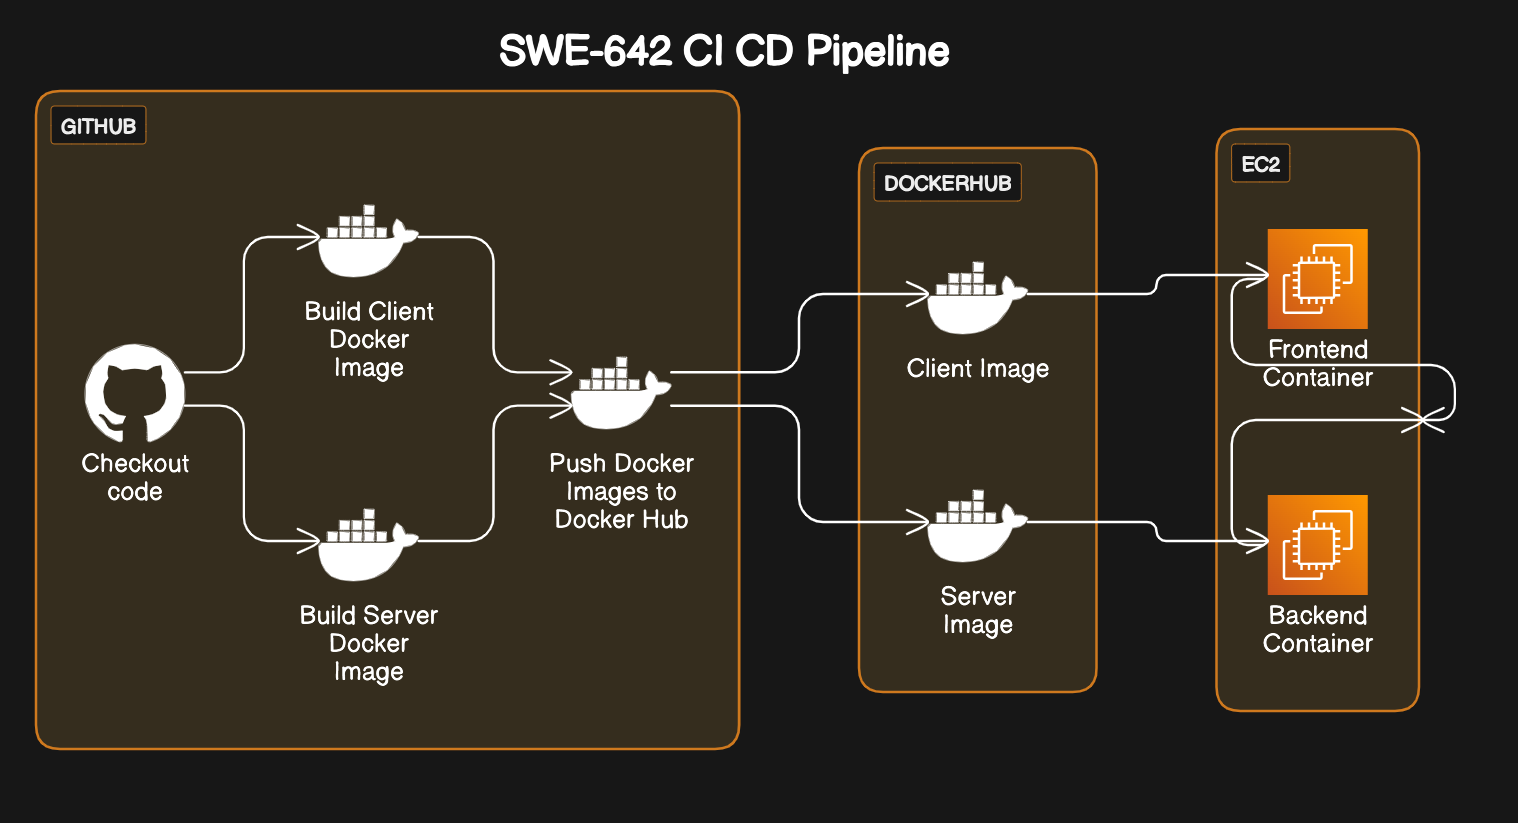 SWE-642 CI CD Pipeline
GITHUB
Build Client
Docker
Image
Checkout
code
Build Server
Docker
Image
Push Docker
Images to
Docker Hub
DOCKERHUB
Client Image
Server
Image
EC2
Frontend
Container
Backend
Container